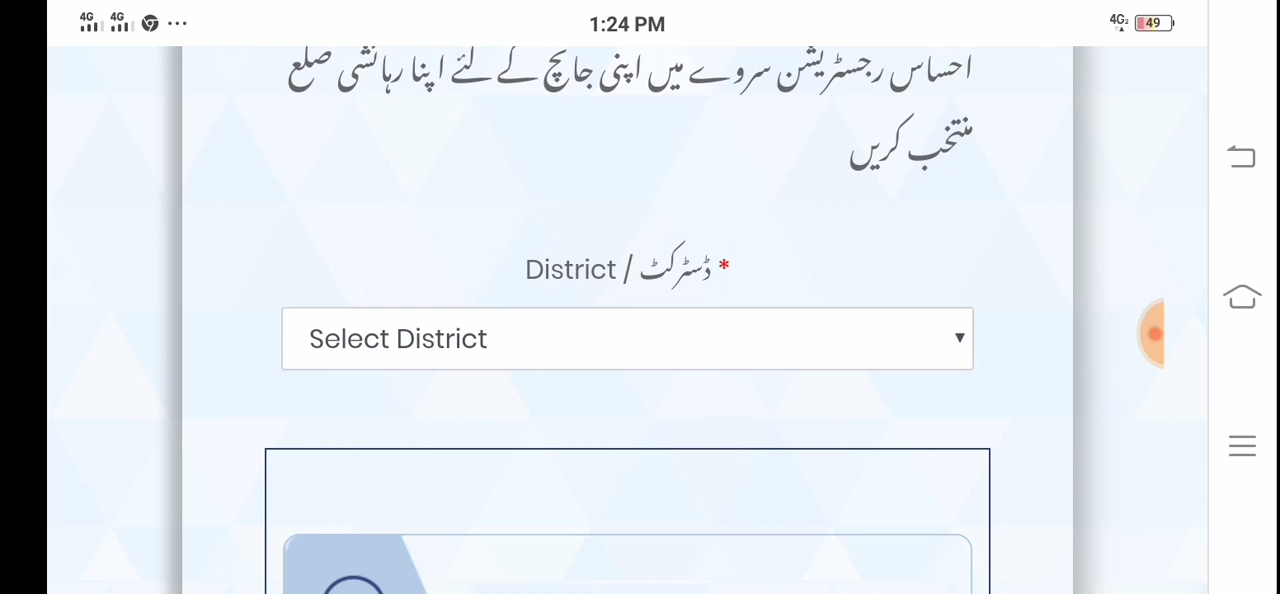 4G 4G
1:24 PM
4G2 49
احساس رجسٹریشن سروے میں اپنی جانچ کے لئے اپنا رہائشی ضلع
منتخب کریں
District / ڈسٹرکٹ *
Select District